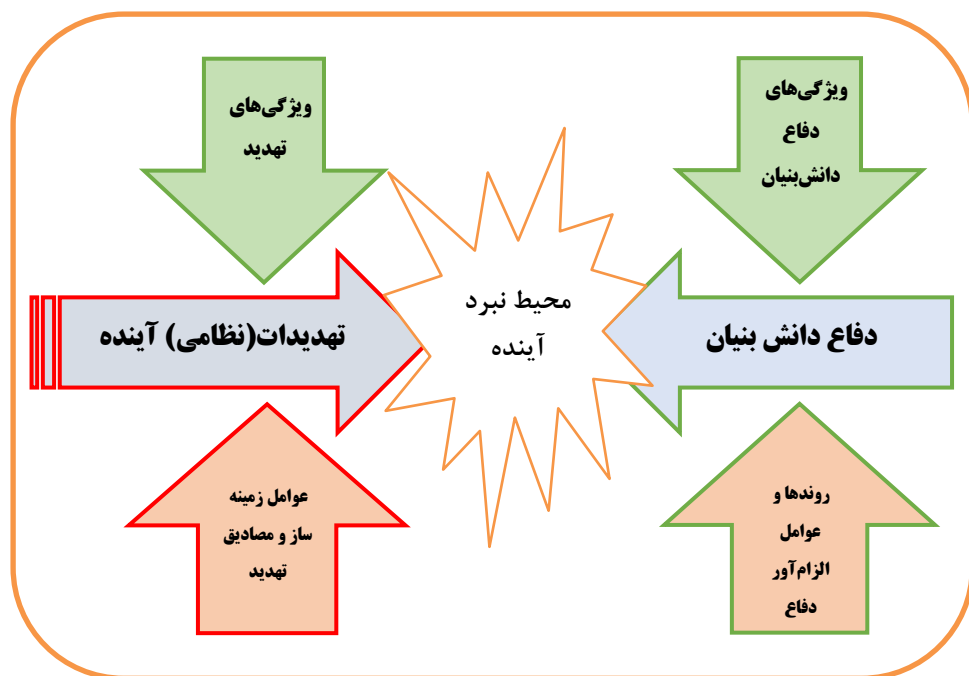 ویژگی‌های
دفاع
دانش‌بنیان
ویژگی‌های
تهدید
محیط نبرد
آینده
دفاع دانش بنیان
تهدیدات(نظامی) آینده
روندها و
عوامل
الزام‌آور
دفاع
عوامل زمینه
ساز و مصادیق
تهدید